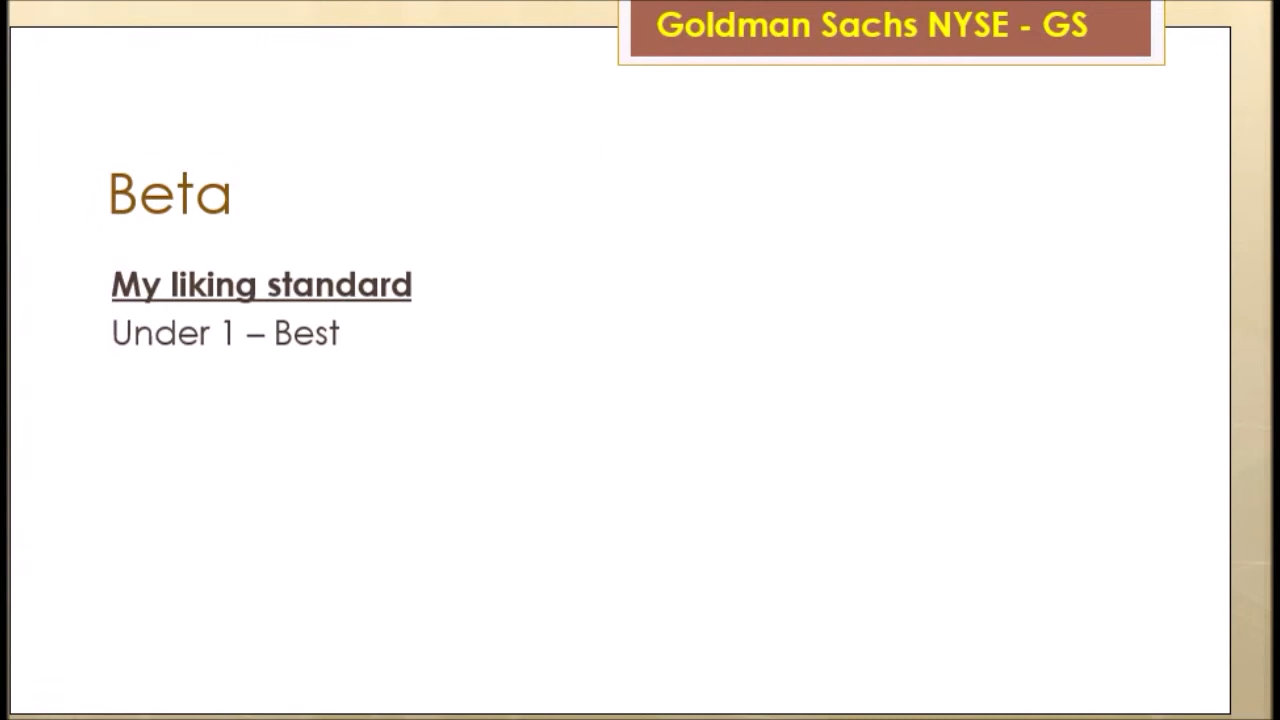 Goldman Sachs NYSE - GS
Beta
My liking standard
Under 1 – Best